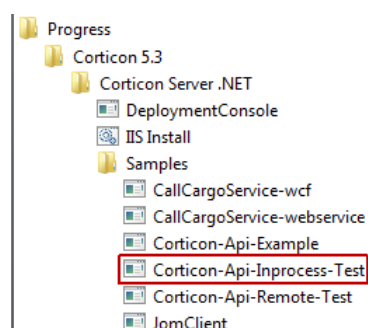 Progress
Corticon 5.3
Corticon Server .NET
DeploymentConsole
IIS Install
Samples
CallCargoService-wcf
CallCargoService-webservice
Corticon-Api-Example
Corticon-Api-Inprocess-Test
Corticon-Api-Remote-Test
JomClient